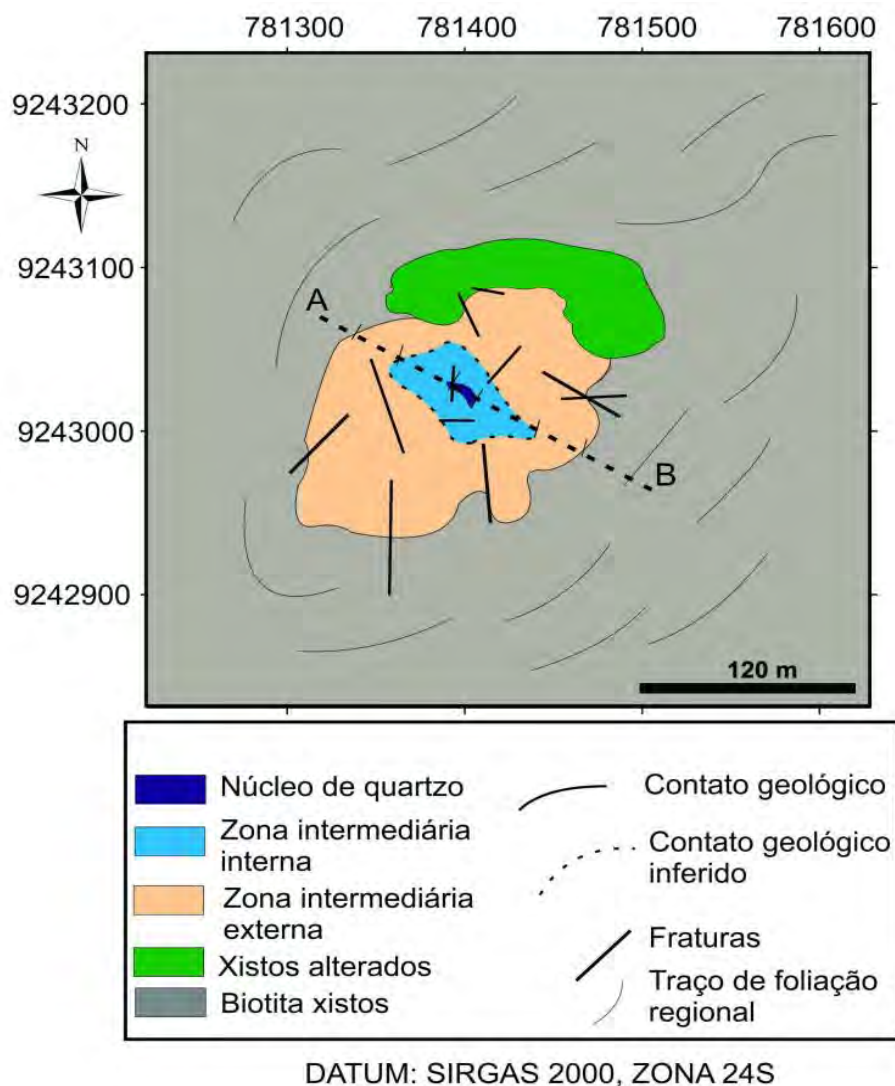 781300 781400 781500 781600
9243200
N
9243100
A
9243000
B
9242900
120 m
Núcleo de quartzo
Zona intermediária
interna
Zona intermediária
externa
Xistos alterados
Biotita xistos
Contato geológico
Contato geológico
inferido
Fraturas
Traço de foliação
regional
DATUM: SIRGAS 2000, ZONA 24S